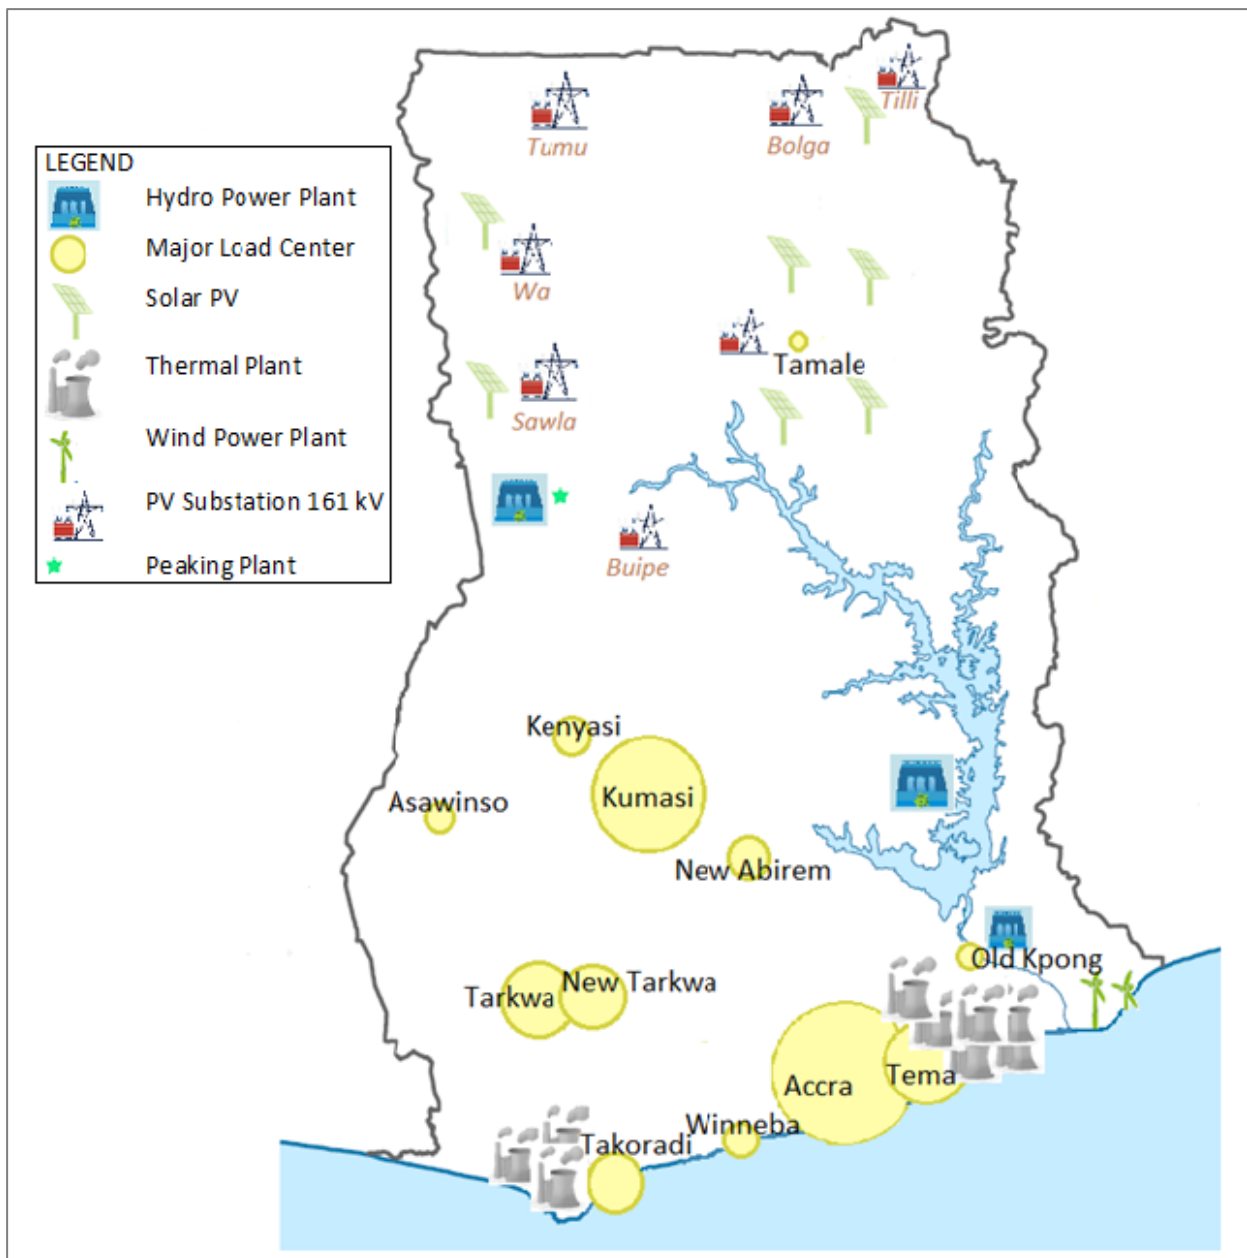 LEGEND
Hydro Power Plant
Major Load Center
Solar PV
Thermal Plant
Wind Power Plant
PV Substation 161 kV
Peaking Plant
Tilli
Tumu
Bolga
Wa
Tamale
Sawla
Buipe
Kenyasi
Kumasi
Asawinso
New Abirem
Old Kpong
Tarkwa
New Tarkwa
Accra
Tema
Winneba
Takoradi